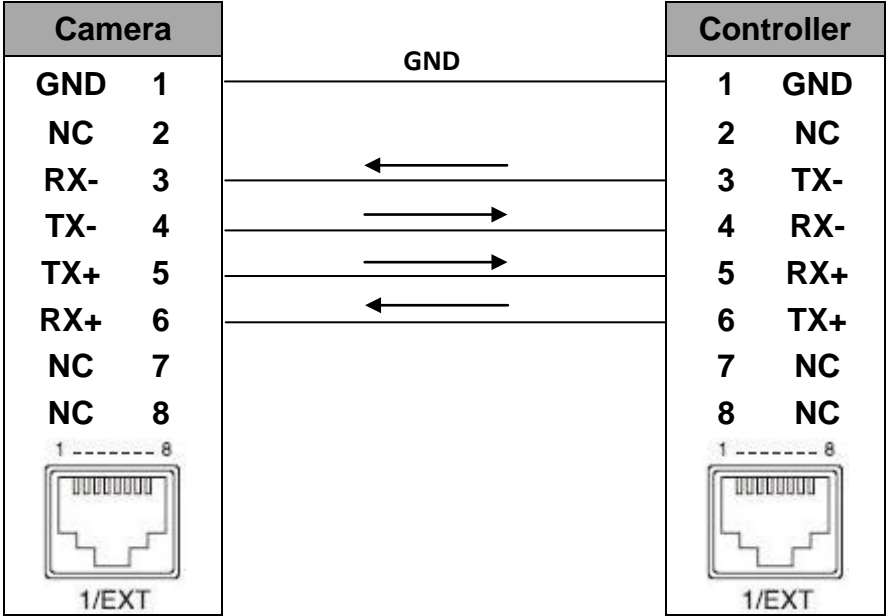 Camera Controller
GND
GND 1 1 GND
NC 2 2 NC
RX- 3 3 TX-
TX- 4 4 RX-
TX+ 5 5 RX+
RX+ 6 6 TX+
NC 7 7 NC
NC 8 8 NC
1 ------- 8 1 ------- 8
1/EXT 1/EXT